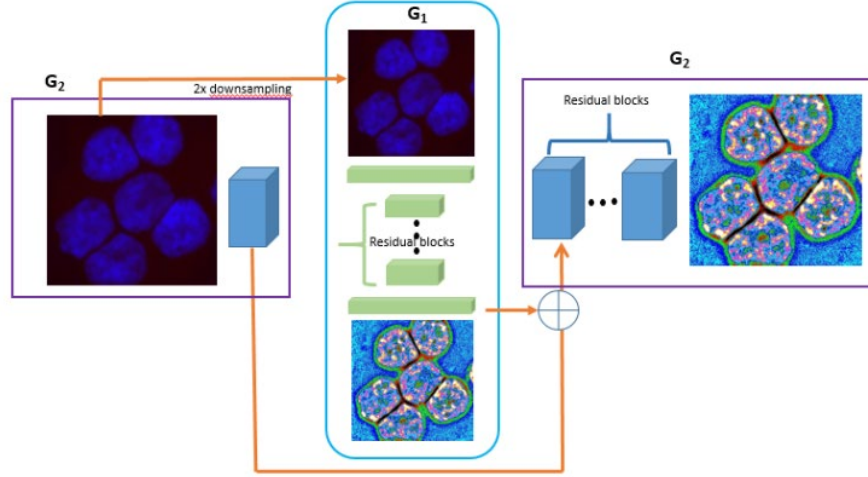 G₁
G₂
G₂
2x downsampling
Residual blocks
Residual blocks